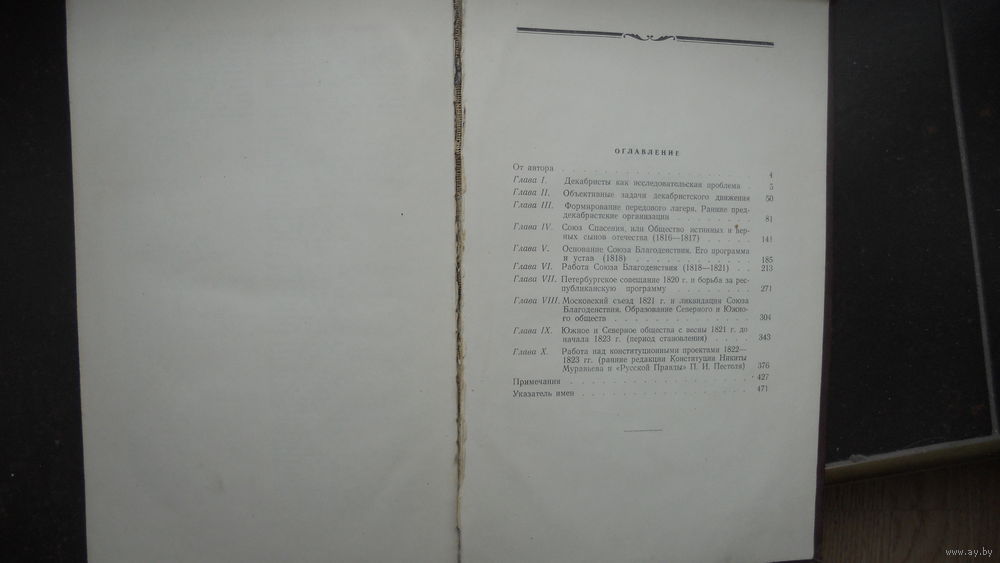 ОГЛАВЛЕНИЕ
От автора . . . . . . . . . . . . . . . . 4
Глава I. Декабристы как исследовательская проблема . 5
Глава II. Объективные задачи декабристского движения 50
Глава III. Формирование передового лагеря. Ранние пред-
декабристские организации . . . . . . . . 81
Глава IV. Союз Спасения, или Общество истинных и вер-
ных сынов отечества (1816—1817) . . . . . 141
Глава V. Основание Союза Благоденствия. Его программа
и устав (1818) . . . . . . . . . . . 185
Глава VI. Работа Союза Благоденствия (1818—1821) . . 213
Глава VII. Петербургское совещание 1820 г. и борьба за рес-
публиканскую программу . . . . . . . . 271
Глава VIII. Московский съезд 1821 г. и ликвидация Союза
Благоденствия. Образование Северного и Южно-
го обществ . . . . . . . . . . . . . 304
Глава IX. Южное и Северное общества с весны 1821 г. до
начала 1823 г. (период становления) . . . . 343
Глава X. Работа над конституционными проектами 1822—
1823 гг. (ранние редакции Конституции Никиты
Муравьева и «Русской Правды» П. И. Пестеля) 376
Примечания . . . . . . . . . . . . . . . . 427
Указатель имен . . . . . . . . . . . . . . . 471
www.ay.by